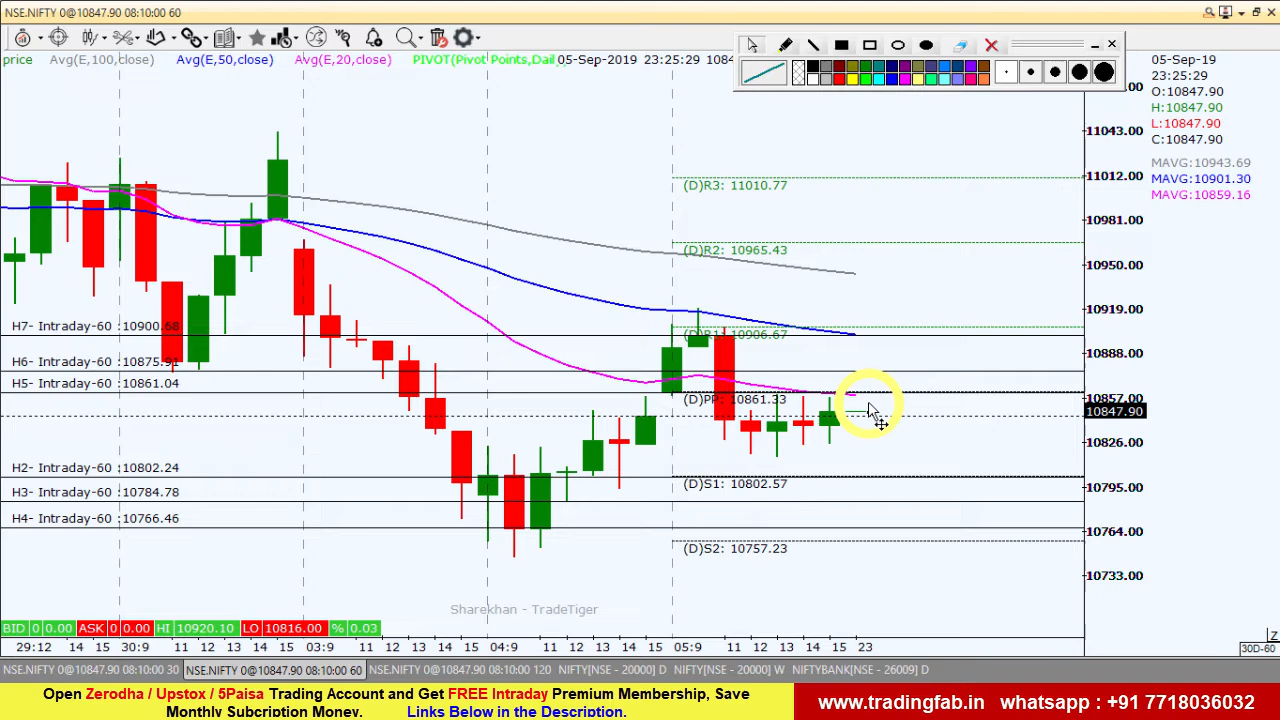 NSE.NIFTY 0@10847.90 08:10:00 60
price Avg(E,100,close) Avg(E,50,close) Avg(E,20,close) PIVOT(Pivot Points,Dail 05-Sep-2019 23:25:29
05-Sep-19
23:25:29
O:10847.90
H:10847.90
L:10847.90
C:10847.90
MAVG:10943.69
MAVG:10901.30
MAVG:10859.16
11043.00
11012.00
10981.00
10950.00
10919.00
10888.00
10857.00
10847.90
10826.00
10795.00
10764.00
10733.00
(D)R3: 11010.77
(D)R2: 10965.43
(D)R1: 10906.67
(D)PP: 10861.33
(D)S1: 10802.57
(D)S2: 10757.23
H7- Intraday-60 :10900.68
H6- Intraday-60 :10875.91
H5- Intraday-60 :10861.04
H2- Intraday-60 :10802.24
H3- Intraday-60 :10784.78
H4- Intraday-60 :10766.46
Sharekhan - TradeTiger
BID 0 0.00 ASK 0 0.00 HI 10920.10 LO 10816.00 % 0.03
Z
29:12 14 15 30:9 11 12 13 14 15 03:9 11 12 13 14 15 04:9 11 12 13 14 15 05:9 11 12 13 14 15 23
30D-60
NSE.NIFTY 0@10847.90 08:10:00 30 NSE.NIFTY 0@10847.90 08:10:00 60 NSE.NIFTY 0@10847.90 08:10:00 120 NIFTY[NSE - 20000] D NIFTY[NSE - 20000] W NIFTYBANK[NSE - 26009] D
Open Zerodha / Upstox / 5Paisa Trading Account and Get FREE Intraday Premium Membership, Save
Monthly Subcription Money. Links Below in the Description.
www.tradingfab.in whatsapp : +91 7718036032